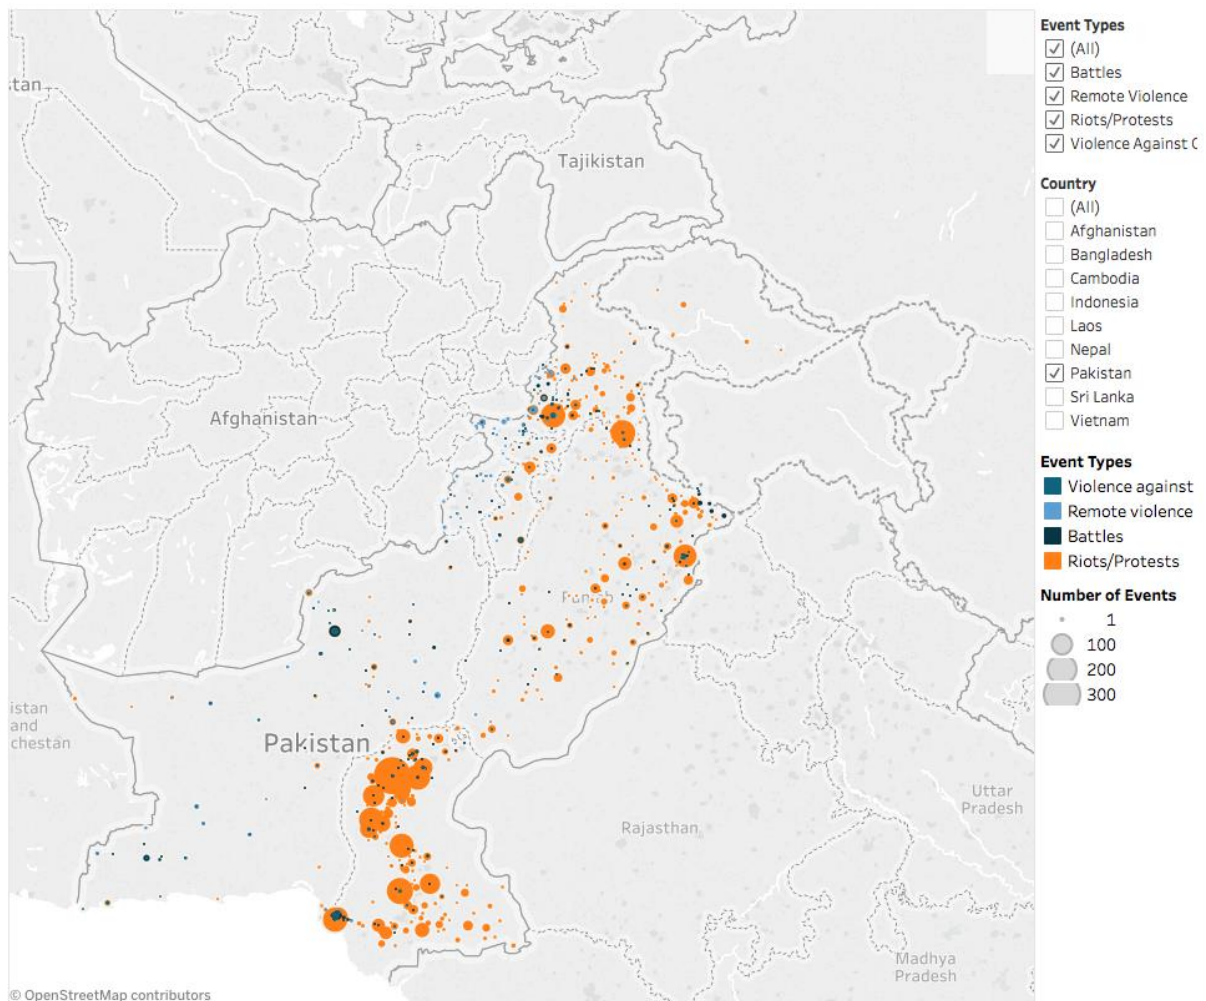 Tajikistan
tan
Afghanistan
Punjab
istan
and
chestan
Pakistan
Rajasthan
Uttar
Pradesh
Madhya
Pradesh
© OpenStreetMap contributors
Event Types
(All)
Battles
Remote Violence
Riots/Protests
Violence Against C
Country
(All)
Afghanistan
Bangladesh
Cambodia
Indonesia
Laos
Nepal
Pakistan
Sri Lanka
Vietnam
Event Types
Violence against
Remote violence
Battles
Riots/Protests
Number of Events
1
100
200
300